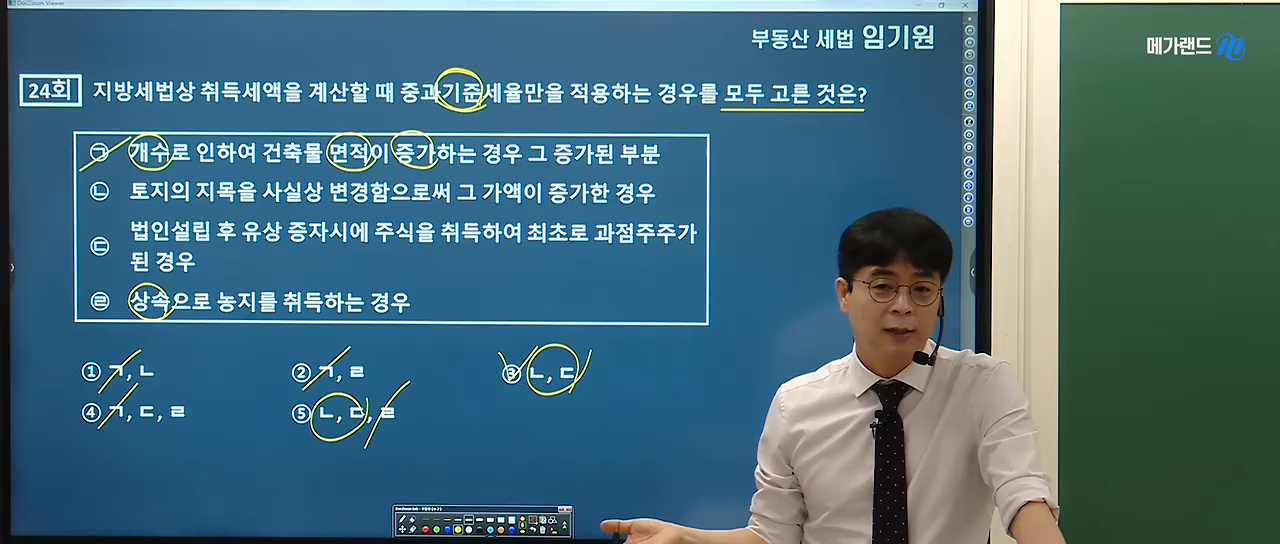 DocZoom Viewer
부동산 세법 임기원
메가랜드
24회 지방세법상 취득세액을 계산할 때 중과기준세율만을 적용하는 경우를 모두 고른 것은?
㉠ 개수로 인하여 건축물 면적이 증가하는 경우 그 증가된 부분
㉡ 토지의 지목을 사실상 변경함으로써 그 가액이 증가한 경우
㉢ 법인설립 후 유상 증자시에 주식을 취득하여 최초로 과점주주가
된 경우
㉣ 상속으로 농지를 취득하는 경우
① ㄱ, ㄴ ② ㄱ, ㄹ ③ ㄴ, ㄷ
④ ㄱ, ㄷ, ㄹ ⑤ ㄴ, ㄷ, ㄹ